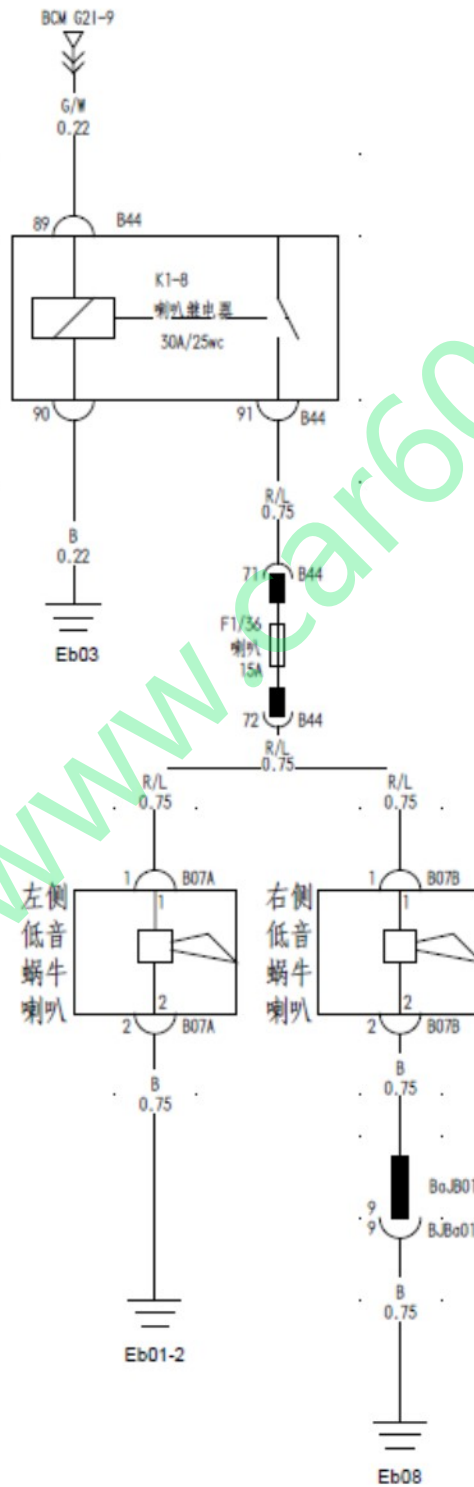 BCM G2I-9
G/W
0.22
89 B44
K1-B
喇叭继电器
30A/25wc
90
91 B44
B
0.22
R/L
0.75
Eb03
71 B44
F1/36
喇叭
15A
72 B44
R/L
0.75
R/L
0.75
R/L
0.75
1 B07A
1
左侧
低音
蜗牛
喇叭
2
2 B07A
1 B07B
1
右侧
低音
蜗牛
喇叭
2
2 B07B
B
0.75
B
0.75
BaJB01
9
9 BJBa01
B
0.75
Eb01-2
Eb08
www.car60